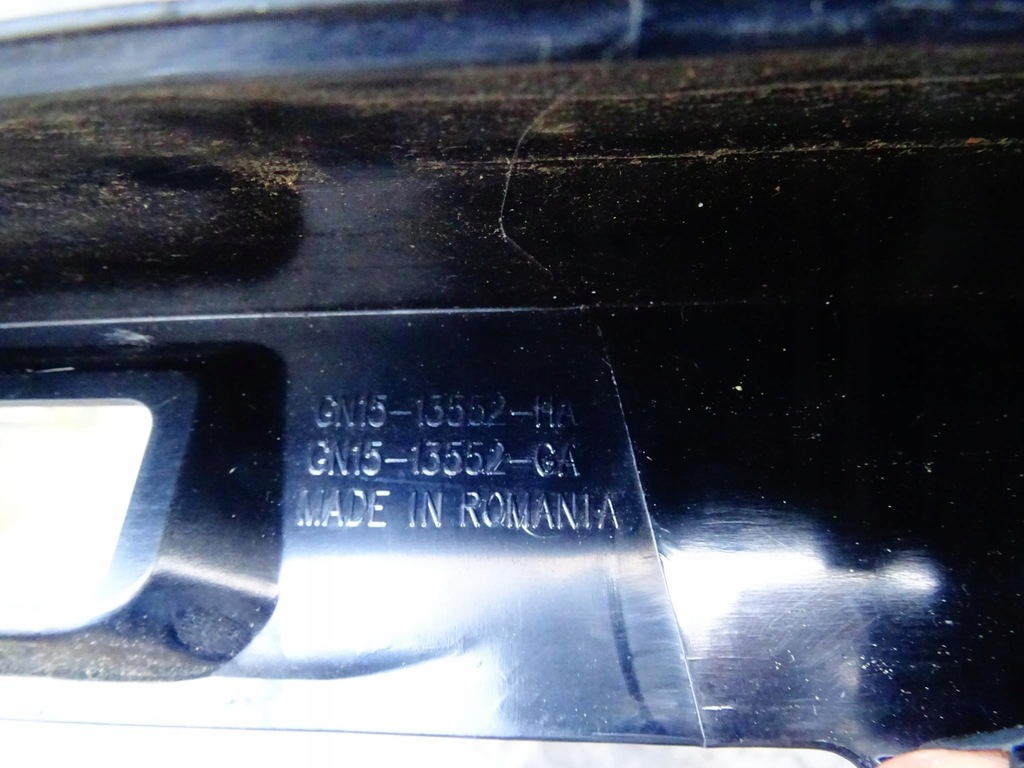 GN15-13552-HA
GN15-13552-GA
MADE IN ROMANIA